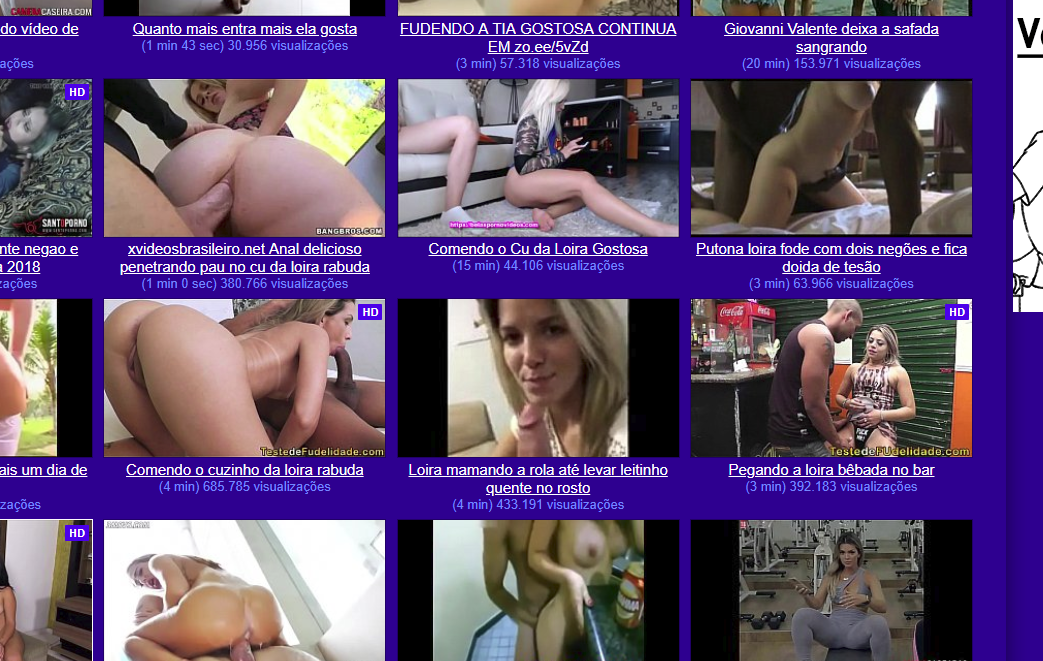 CAMERACASEIRA.COM
do vídeo de
ações
Quanto mais entra mais ela gosta
(1 min 43 sec) 30.956 visualizações
FUDENDO A TIA GOSTOSA CONTINUA
EM zo.ee/5vZd
(3 min) 57.318 visualizações
Giovanni Valente deixa a safada
sangrando
(20 min) 153.971 visualizações
HD
BANGBROS.COM
nte negao e
a 2018
zações
xvideosbrasileiro.net Anal delicioso
penetrando pau no cu da loira rabuda
(1 min 0 sec) 380.766 visualizações
Comendo o Cu da Loira Gostosa
(15 min) 44.106 visualizações
Putona loira fode com dois negões e fica
doida de tesão
(3 min) 63.966 visualizações
HD
HD
Coca-Cola
TestedeFudelidade.com
TestedeFudelidade.com
ais um dia de
zações
Comendo o cuzinho da loira rabuda
(4 min) 685.785 visualizações
Loira mamando a rola até levar leitinho
quente no rosto
(4 min) 433.191 visualizações
Pegando a loira bêbada no bar
(3 min) 392.183 visualizações
HD